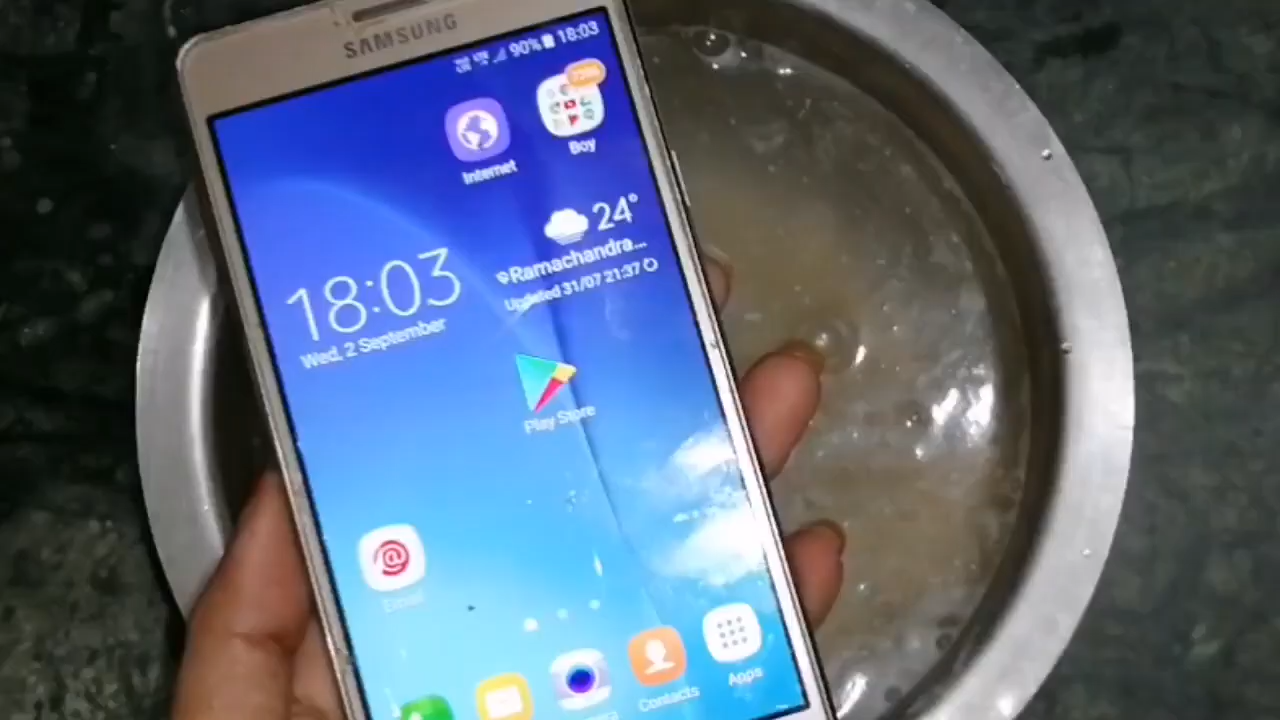 SAMSUNG
90% 18:03
Internet
Boy
24°
Ramachandra...
Updated 31/07 21:37
18:03
Wed, 2 September
Play Store
@
Email
Contacts
Apps